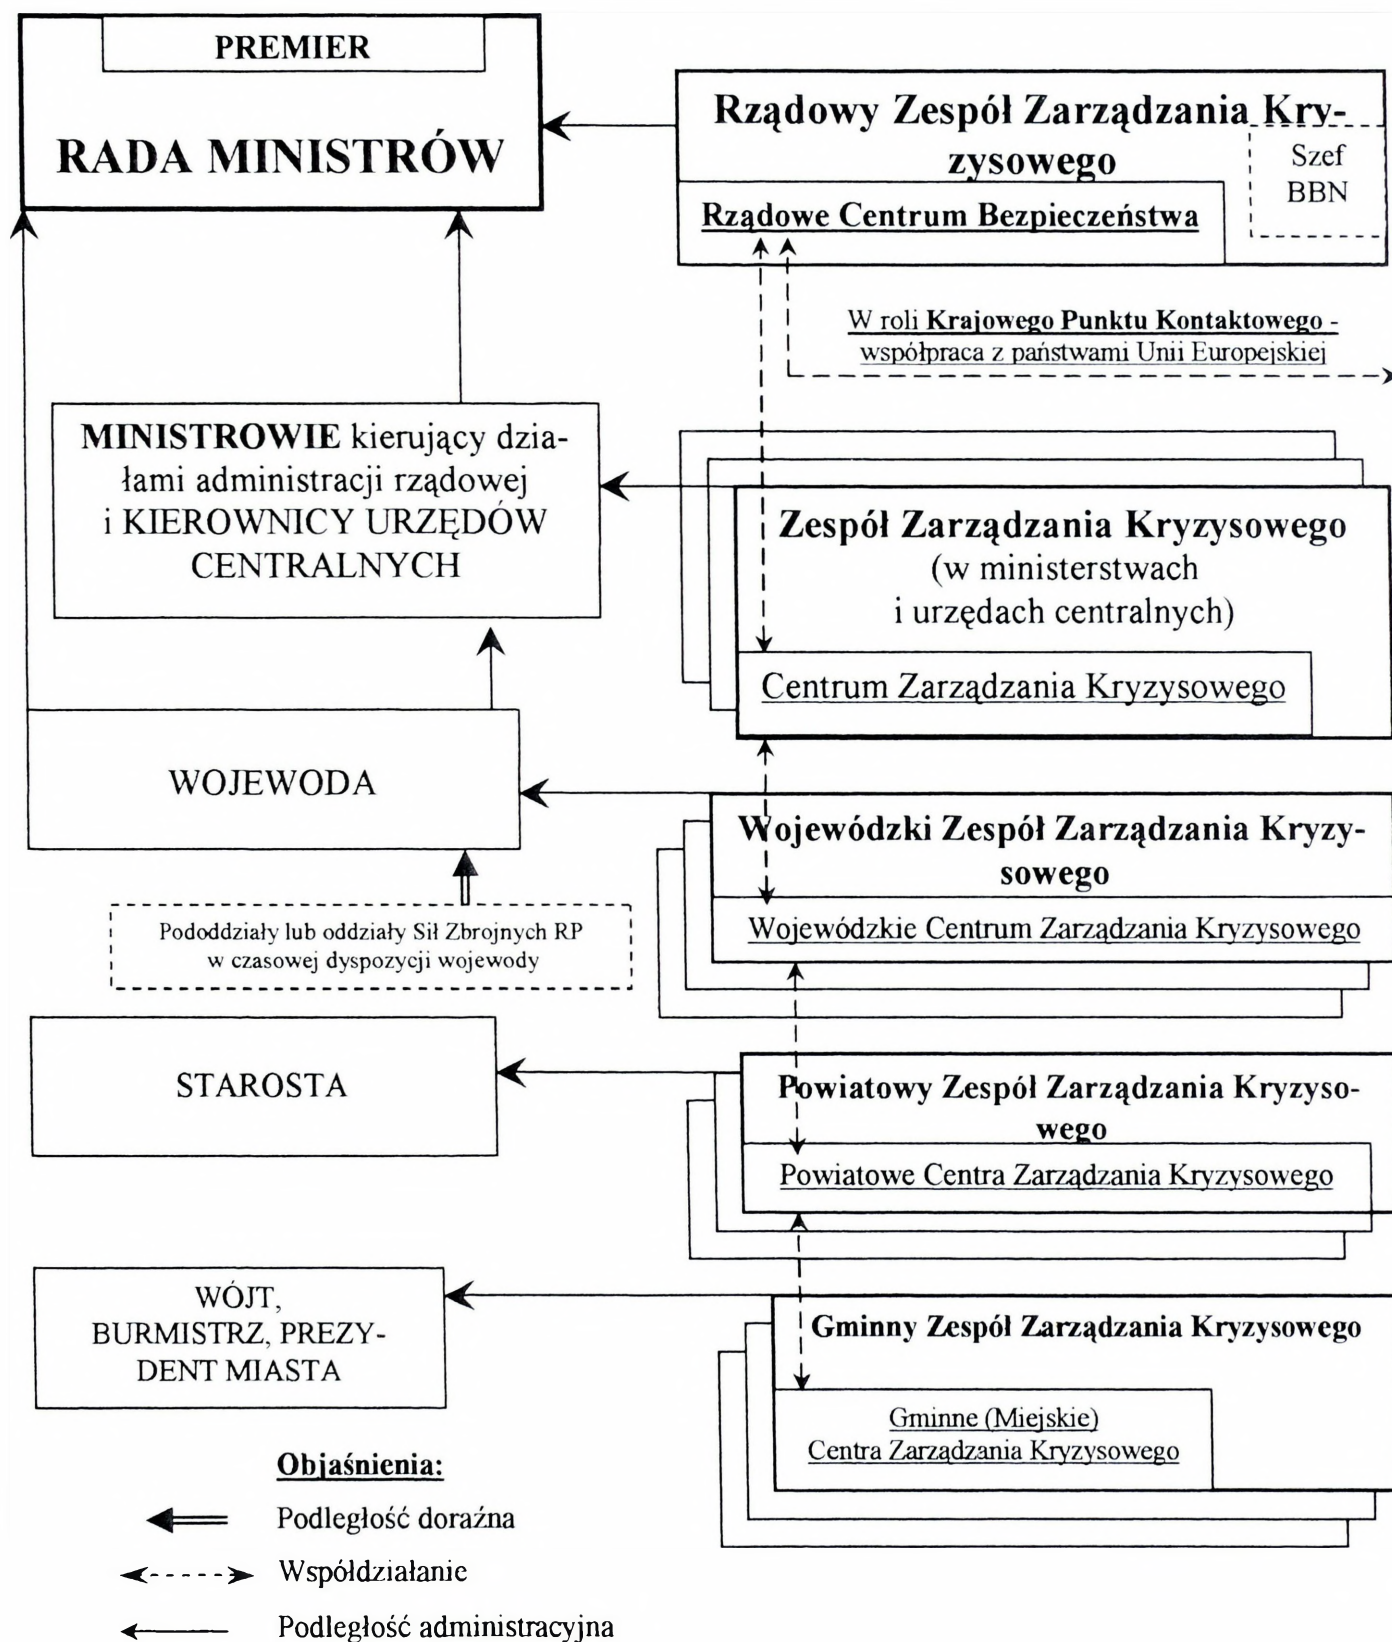 PREMIER
RADA MINISTRÓW
Rządowy Zespół Zarządzania Kry-
zysowego
Szef
BBN
Rządowe Centrum Bezpieczeństwa
W roli Krajowego Punktu Kontaktowego -
współpraca z państwami Unii Europejskiej
MINISTROWIE kierujący dzia-
łami administracji rządowej
i KIEROWNICY URZĘDÓW
CENTRALNYCH
Zespół Zarządzania Kryzysowego
(w ministerstwach
i urzędach centralnych)
Centrum Zarządzania Kryzysowego
WOJEWODA
Wojewódzki Zespół Zarządzania Kryzy-
sowego
Wojewódzkie Centrum Zarządzania Kryzysowego
Pododdziały lub oddziały Sił Zbrojnych RP
w czasowej dyspozycji wojewody
STAROSTA
Powiatowy Zespół Zarządzania Kryzyso-
wego
Powiatowe Centra Zarządzania Kryzysowego
WÓJT,
BURMISTRZ, PREZY-
DENT MIASTA
Gminny Zespół Zarządzania Kryzysowego
Gminne (Miejskie)
Centra Zarządzania Kryzysowego
Objaśnienia:
Podległość doraźna
Współdziałanie
Podległość administracyjna